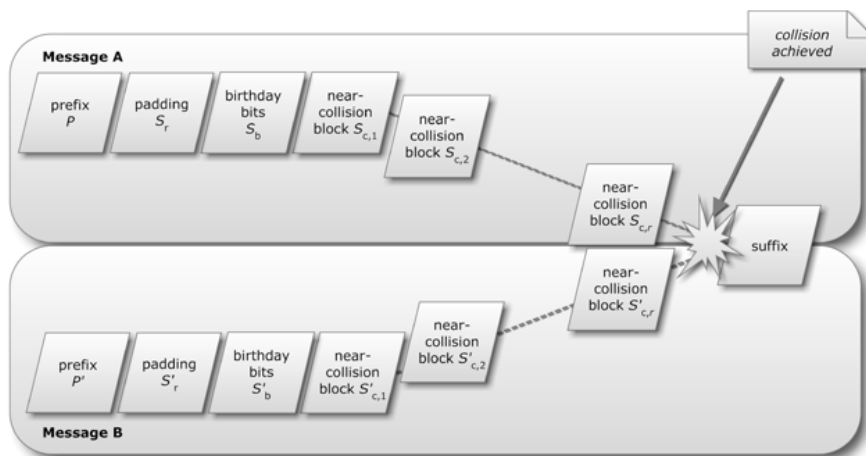 collision
achieved
Message A
prefix
P
padding
Sr
birthday
bits
Sb
near-
collision
block Sc,1
near-
collision
block Sc,2
near-
collision
block Sc,r
suffix
near-
collision
block S'c,r
near-
collision
block S'c,2
prefix
P'
padding
S'r
birthday
bits
S'b
near-
collision
block S'c,1
Message B